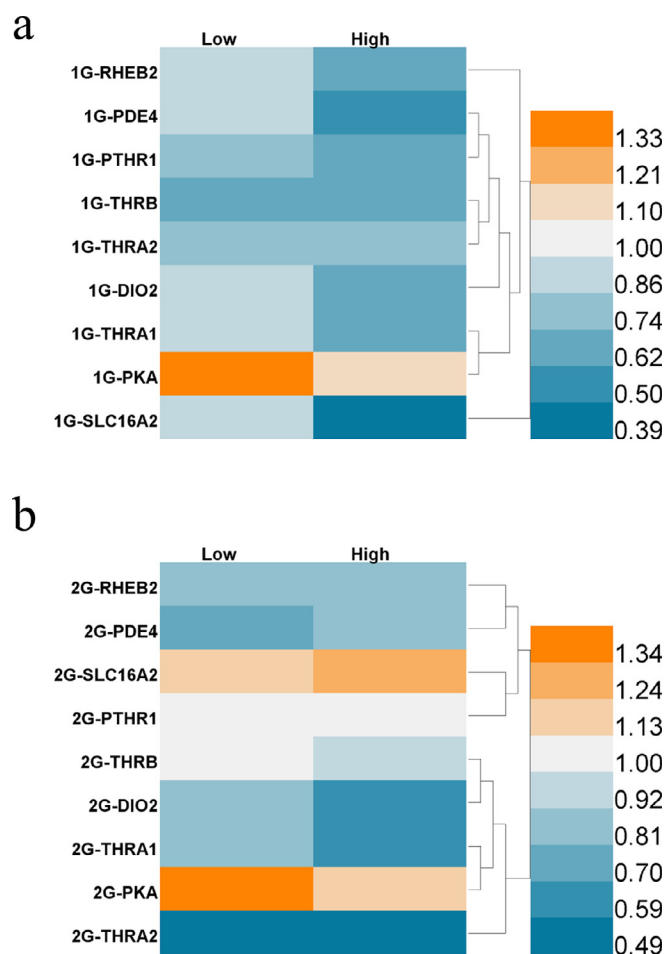 a
Low High
1G-RHEB2
1G-PDE4
1G-PTHR1
1G-THRB
1G-THRA2
1G-DIO2
1G-THRA1
1G-PKA
1G-SLC16A2
1.33
1.21
1.10
1.00
0.86
0.74
0.62
0.50
0.39
b
Low High
2G-RHEB2
2G-PDE4
2G-SLC16A2
2G-PTHR1
2G-THRB
2G-DIO2
2G-THRA1
2G-PKA
2G-THRA2
1.34
1.24
1.13
1.00
0.92
0.81
0.70
0.59
0.49